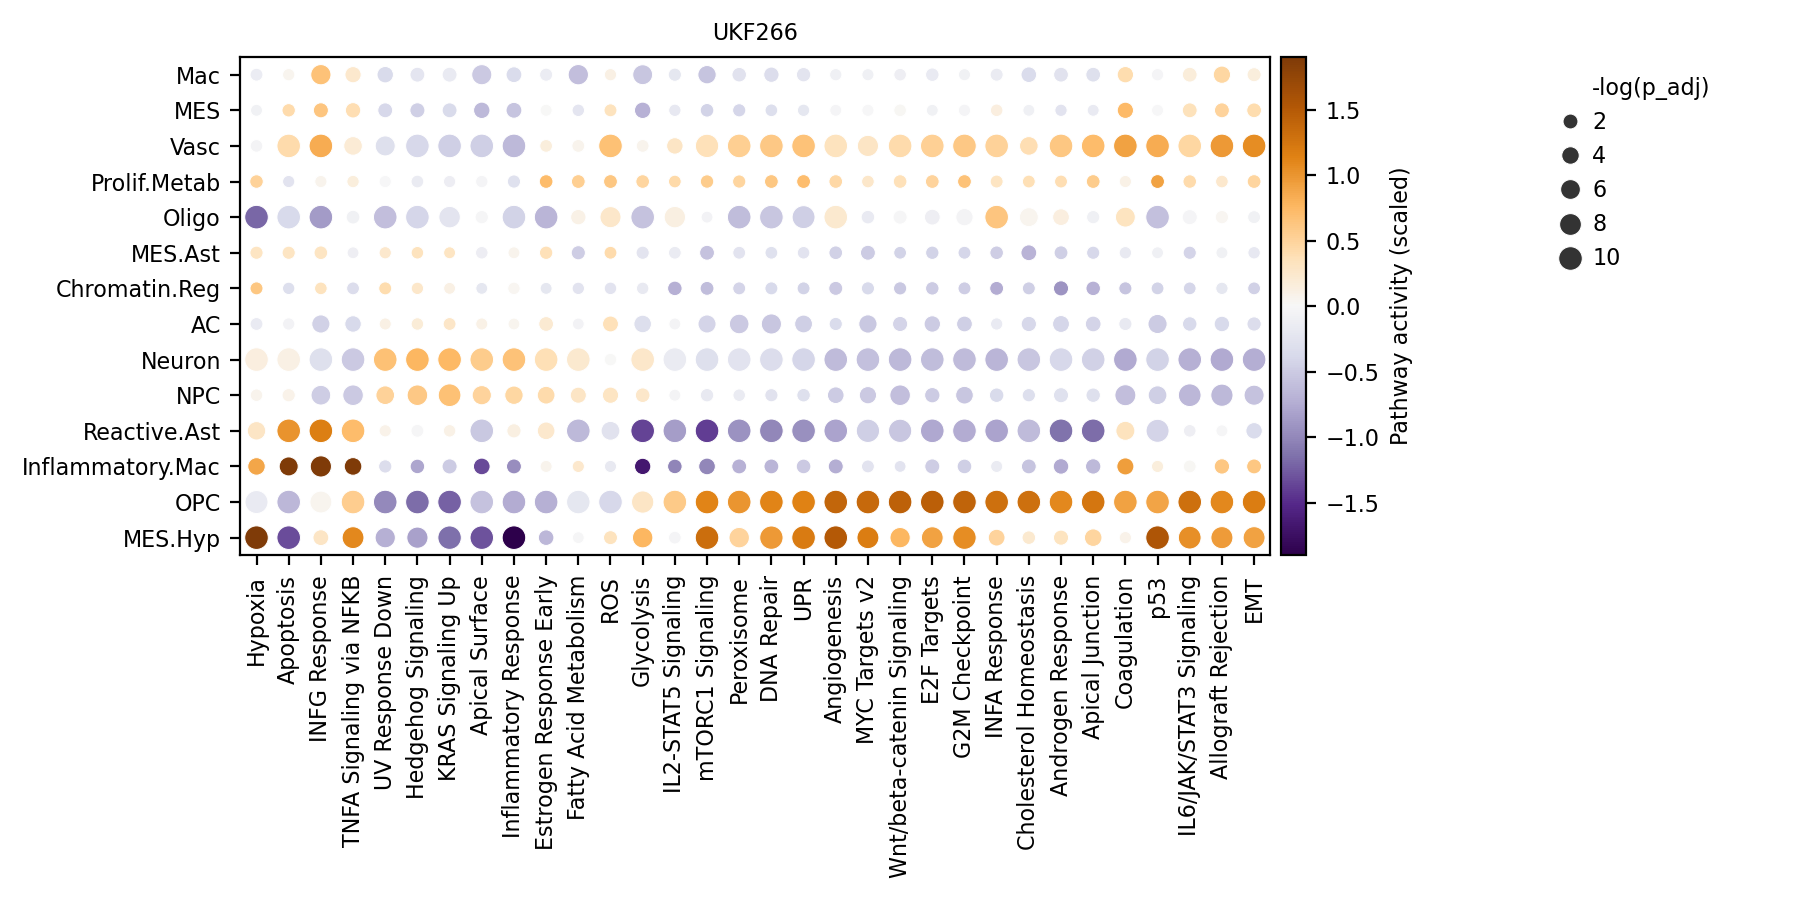 UKF266
Mac
MES
Vasc
Prolif.Metab
Oligo
MES.Ast
Chromatin.Reg
AC
Neuron
NPC
Reactive.Ast
Inflammatory.Mac
OPC
MES.Hyp
Hypoxia
Apoptosis
INFG Response
TNFA Signaling via NFKB
UV Response Down
Hedgehog Signaling
KRAS Signaling Up
Apical Surface
Inflammatory Response
Estrogen Response Early
Fatty Acid Metabolism
ROS
Glycolysis
IL2-STAT5 Signaling
mTORC1 Signaling
Peroxisome
DNA Repair
UPR
Angiogenesis
MYC Targets v2
Wnt/beta-catenin Signaling
E2F Targets
G2M Checkpoint
INFA Response
Cholesterol Homeostasis
Androgen Response
Apical Junction
Coagulation
p53
IL6/JAK/STAT3 Signaling
Allograft Rejection
EMT
1.5
1.0
0.5
0.0
−0.5
−1.0
−1.5
Pathway activity (scaled)
-log(p_adj)
2
4
6
8
10